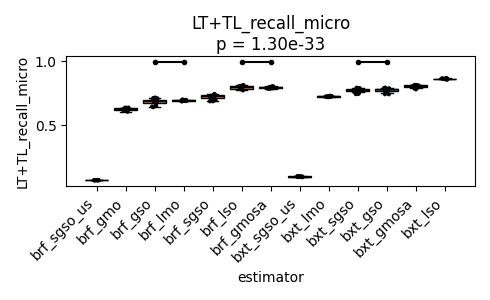 LT+TL_recall_micro
p = 1.30e-33
LT+TL_recall_micro
1.0
0.5
brf_sgso_us
brf_gmo
brf_gso
brf_lmo
brf_sgso
brf_lso
brf_gmosa
bxt_sgso_us
bxt_lmo
bxt_sgso
bxt_gso
bxt_gmosa
bxt_lso
estimator